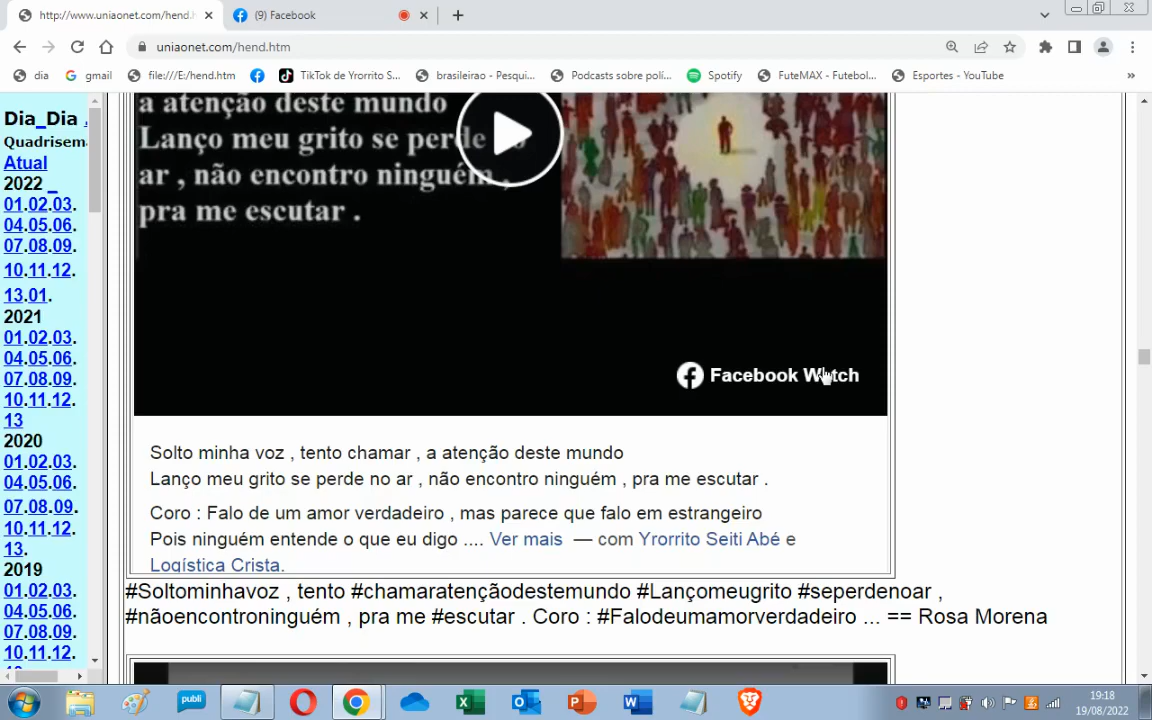 http://www.uniaonet.com/hend.h
(9) Facebook
uniaonet.com/hend.htm
dia
gmail
file:///E:/hend.htm
TikTok de Yrorrito S...
brasileirao - Pesqui...
Podcasts sobre polí...
Spotify
FuteMAX - Futebol...
Esportes - YouTube
»
Dia_Dia
Quadrisem
Atual
2022 _
01.02.03.
04.05.06.
07.08.09.
10.11.12.
13.01.
2021
01.02.03.
04.05.06.
07.08.09.
10.11.12.
13
2020
01.02.03.
04.05.06.
07.08.09.
10.11.12.
13.
2019
01.02.03.
04.05.06.
07.08.09.
10.11.12.
a atenção deste mundo
Lanço meu grito se perde no
ar , não encontro ninguém ,
pra me escutar .
Facebook Watch
Solto minha voz , tento chamar , a atenção deste mundo
Lanço meu grito se perde no ar , não encontro ninguém , pra me escutar .
Coro : Falo de um amor verdadeiro , mas parece que falo em estrangeiro
Pois ninguém entende o que eu digo .... Ver mais — com Yrorrito Seiti Abé e
Logística Crista.
#Soltominhavoz , tento #chamaratençãodestemundo #Lançomeugrito #seperdenoar ,
#nãoencontroninguém , pra me #escutar . Coro : #Falodeumamorverdadeiro ... == Rosa Morena
publi
19:18
19/08/2022